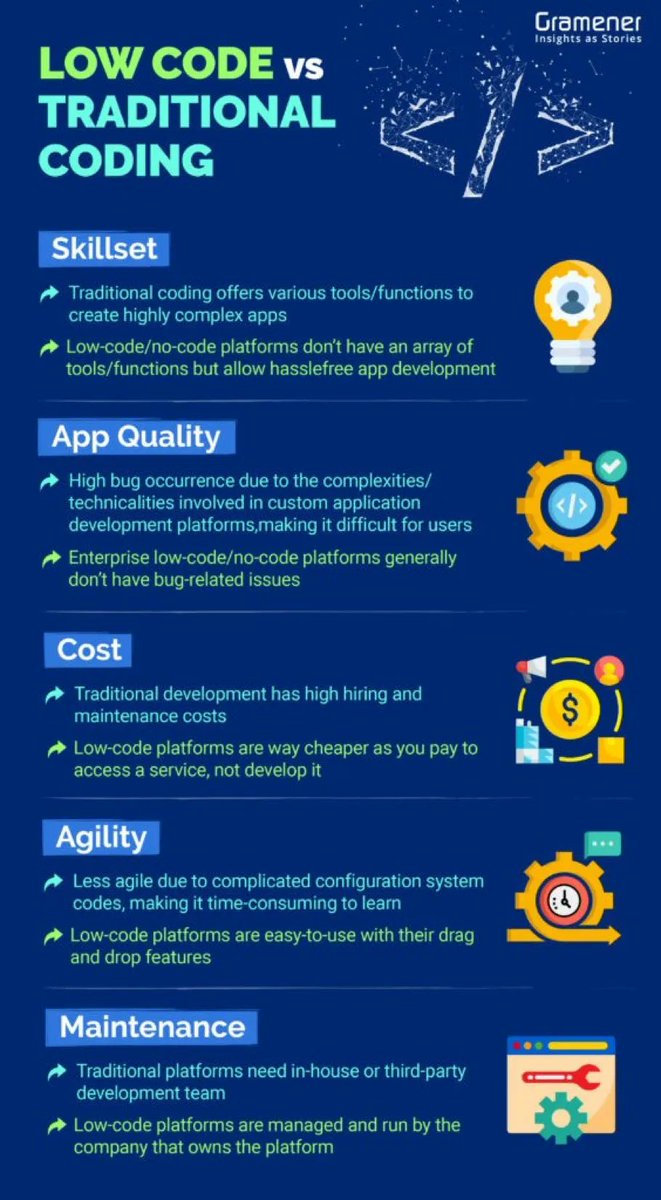 Gramener
Insights as Stories
LOW CODE vs
TRADITIONAL
CODING
</>
Skillset
Traditional coding offers various tools/functions to
create highly complex apps
Low-code/no-code platforms don't have an array of
tools/functions but allow hasslefree app development
App Quality
High bug occurrence due to the complexities/
technicalities involved in custom application
development platforms,making it difficult for users
</>
Enterprise low-code/no-code platforms generally
don't have bug-related issues
Cost
Traditional development has high hiring and
maintenance costs
$
Low-code platforms are way cheaper as you pay to
access a service, not develop it
Agility
Less agile due to complicated configuration system
codes, making it time-consuming to learn
Low-code platforms are easy-to-use with their drag
and drop features
Maintenance
Traditional platforms need in-house or third-party
development team
Low-code platforms are managed and run by the
company that owns the platform